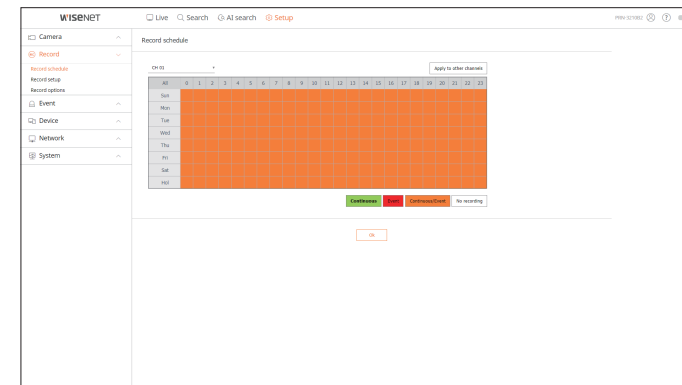 WISENET
Live Search AI search Setup
Camera
Record
Record schedule
Record setup
Record options
Event
Device
Network
System
Record schedule
CH 01
Apply to other channels
All 0 1 2 3 4 5 6 7 8 9 10 11 12 13 14 15 16 17 18 19 20 21 22 23
Sun
Mon
Tue
Wed
Thu
Fri
Sat
Hol
Continuous Event Continuous/Event No recording
Ok